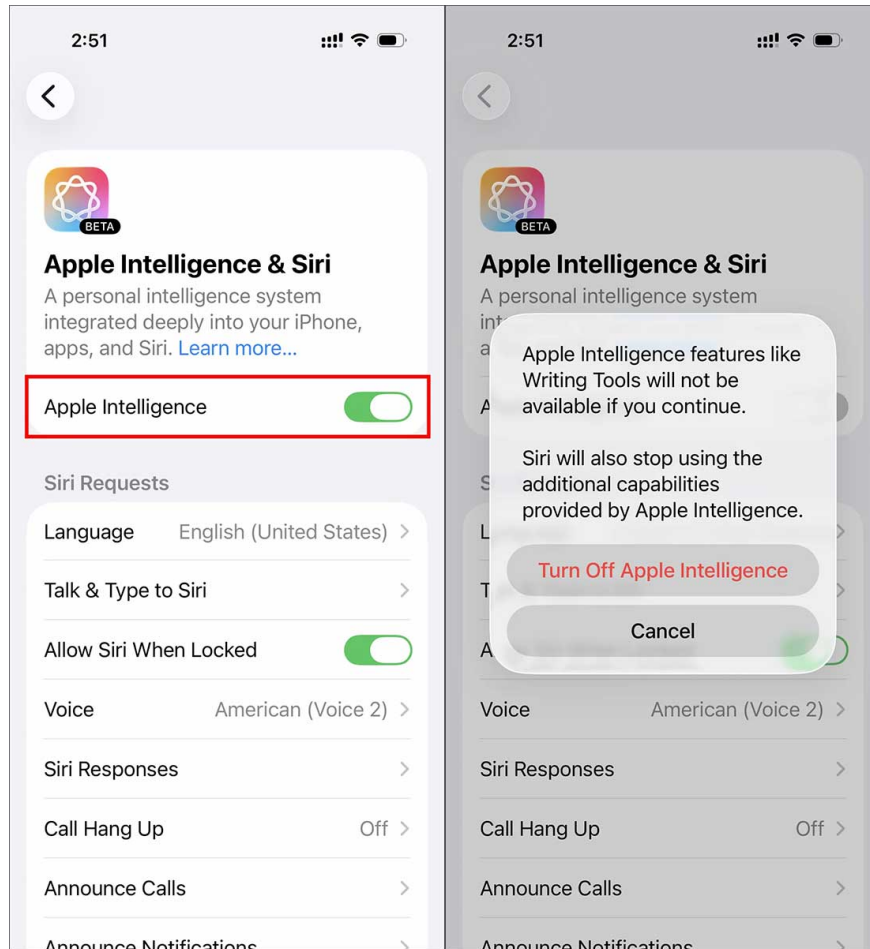 2:51
BETA
Apple Intelligence & Siri
A personal intelligence system
integrated deeply into your iPhone,
apps, and Siri. Learn more...
Apple Intelligence
Siri Requests
Language English (United States)
Talk & Type to Siri
Allow Siri When Locked
Voice American (Voice 2)
Siri Responses
Call Hang Up Off
Announce Calls
Announce Notifications
2:51
BETA
Apple Intelligence & Siri
A personal intelligence system
Apple Intelligence features like
Writing Tools will not be
available if you continue.
Siri will also stop using the
additional capabilities
provided by Apple Intelligence.
Turn Off Apple Intelligence
Cancel
Voice American (Voice 2)
Siri Responses
Call Hang Up Off
Announce Calls
Announce Notifications